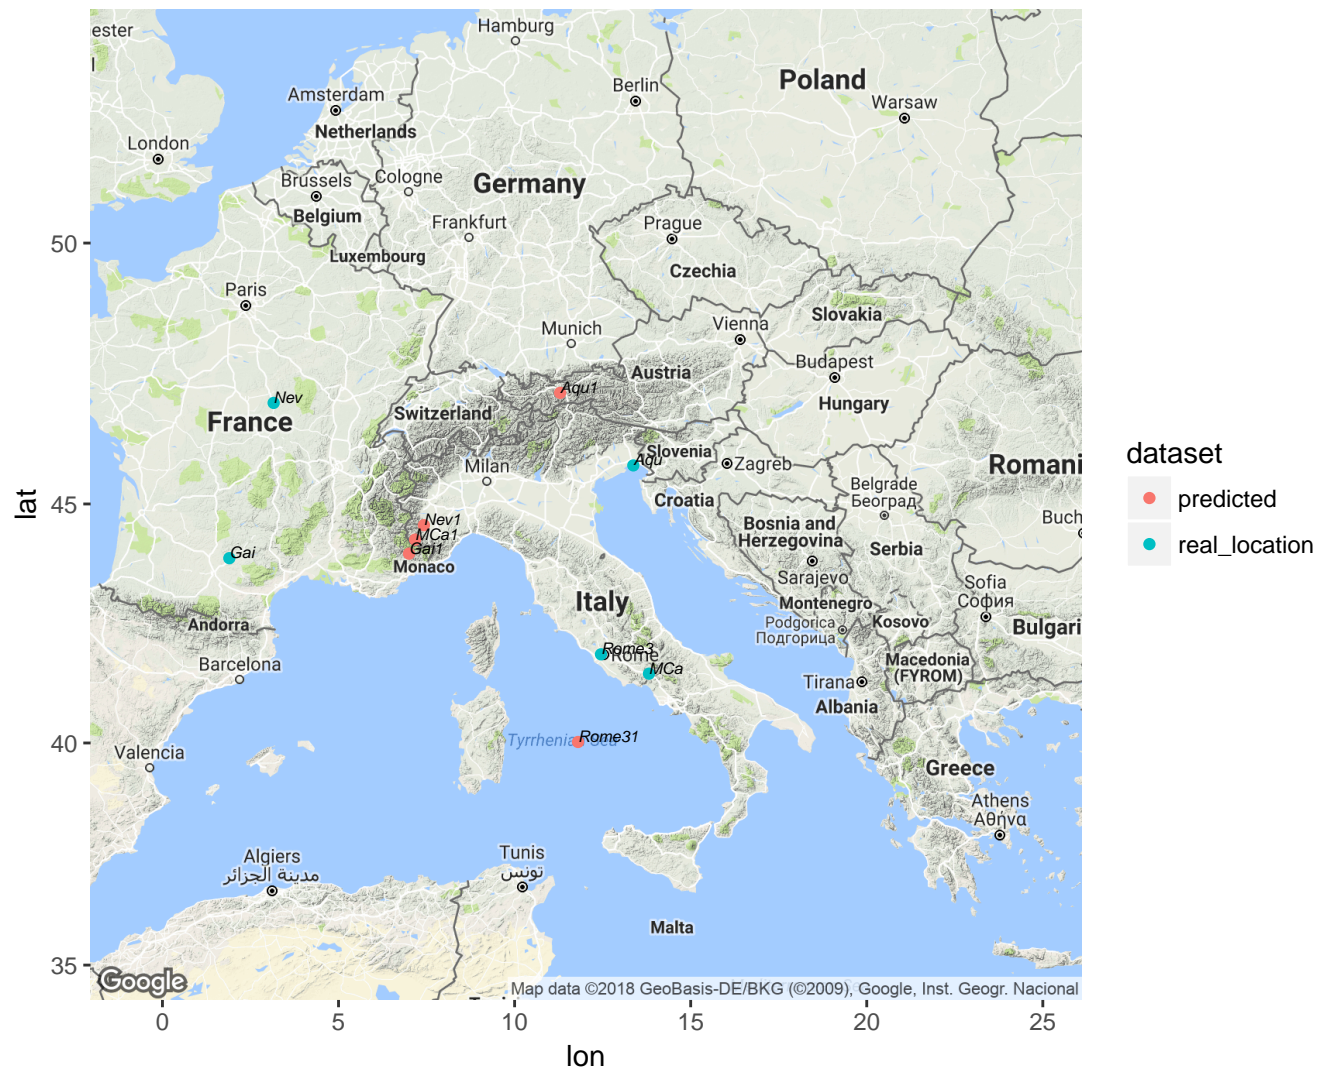 ester
l
Hamburg
Berlin
Poland
Warsaw
Amsterdam
Netherlands
London
Brussels
Cologne
Belgium
Germany
Frankfurt
Luxembourg
Prague
Czechia
Paris
Munich
Vienna
Slovakia
Budapest
Austria
Hungary
Aqu1
Nev
France
Switzerland
Milan
Aqu
Slovenia
Zagreb
Romani
Croatia
Belgrade
Београд
Buch
Bosnia and
Herzegovina
Serbia
Sarajevo
Nev1
MCa1
Gai1
Monaco
Gai
Andorra
Barcelona
Italy
Montenegro
Podgorica
Подгорица
Kosovo
Sofia
София
Bulgari
Rome3
Rome
MCa
Macedonia
(FYROM)
Tirana
Albania
Valencia
Tyrrhenian Sea
Rome31
Greece
Athens
Αθήνα
Algiers
مدينة الجزائر
Tunis
تونس
Malta
Google
Map data ©2018 GeoBasis-DE/BKG (©2009), Google, Inst. Geogr. Nacional
50
45
40
35
lat
0
5
10
15
20
25
lon
dataset
predicted
real_location